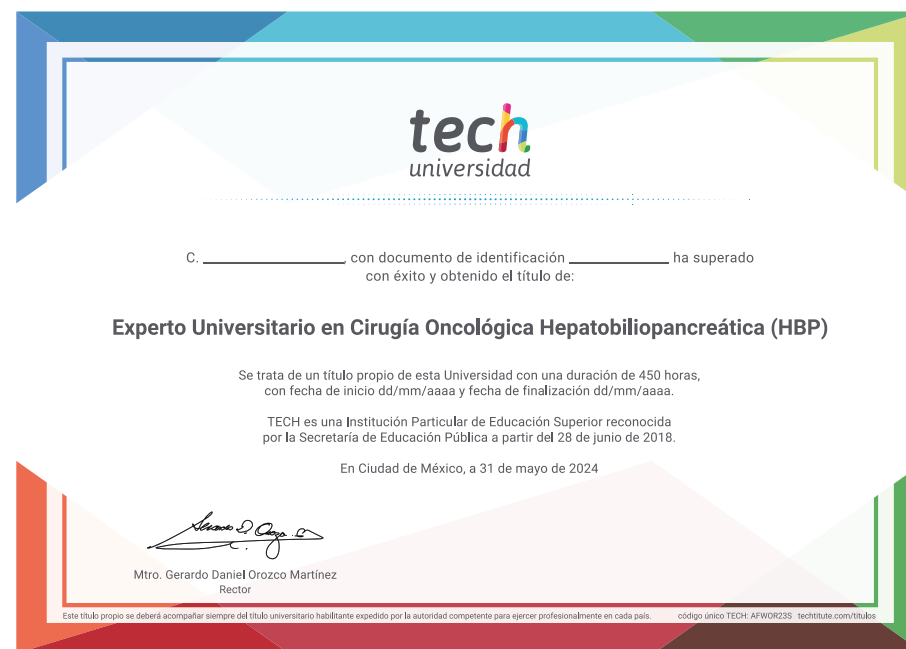 tech
universidad
C. ____________, con documento de identificación ____________ ha superado
con éxito y obtenido el título de:
Experto Universitario en Cirugía Oncológica Hepatobiliopancreática (HBP)
Se trata de un título propio de esta Universidad con una duración de 450 horas,
con fecha de inicio dd/mm/aaaa y fecha de finalización dd/mm/aaaa.
TECH es una Institución Particular de Educación Superior reconocida
por la Secretaría de Educación Pública a partir del 28 de junio de 2018.
En Ciudad de México, a 31 de mayo de 2024
Mtro. Gerardo Daniel Orozco Martínez
Rector
Este título propio se deberá acompañar siempre del título universitario habilitante expedido por la autoridad competente para ejercer profesionalmente en cada país. código único TECH: AFWOR23S techtitute.com/titulos